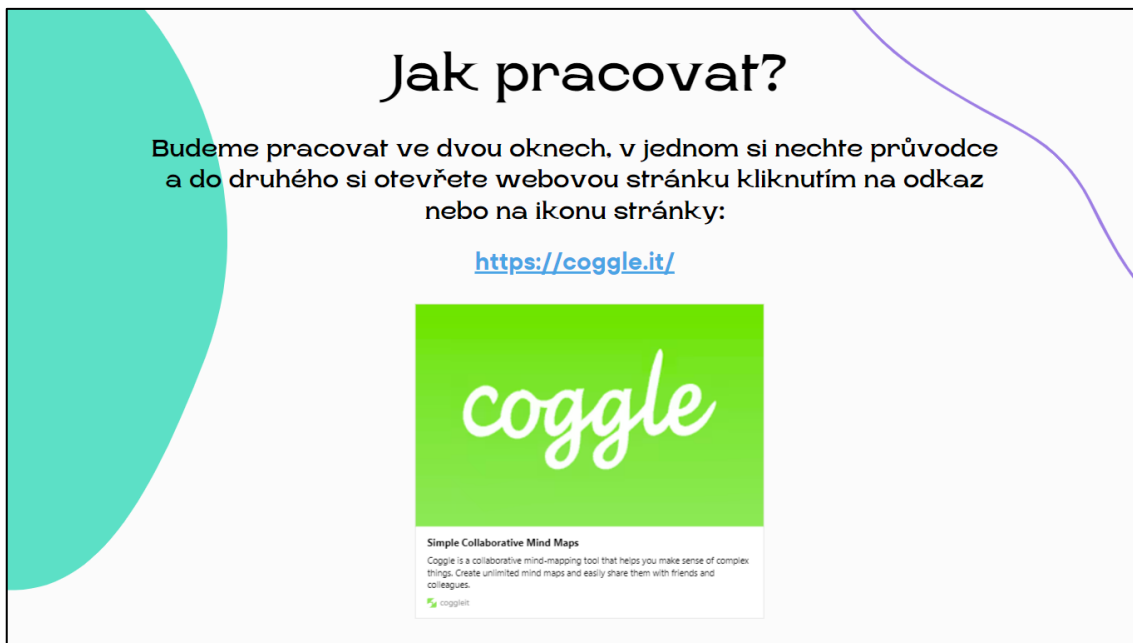 Jak pracovat?
Budeme pracovat ve dvou oknech, v jednom si nechte průvodce
a do druhého si otevřete webovou stránku kliknutím na odkaz
nebo na ikonu stránky:
https://coggle.it/
coggle
Simple Collaborative Mind Maps
Coggle is a collaborative mind-mapping tool that helps you make sense of complex
things. Create unlimited mind maps and easily share them with friends and
colleagues.
coggleit